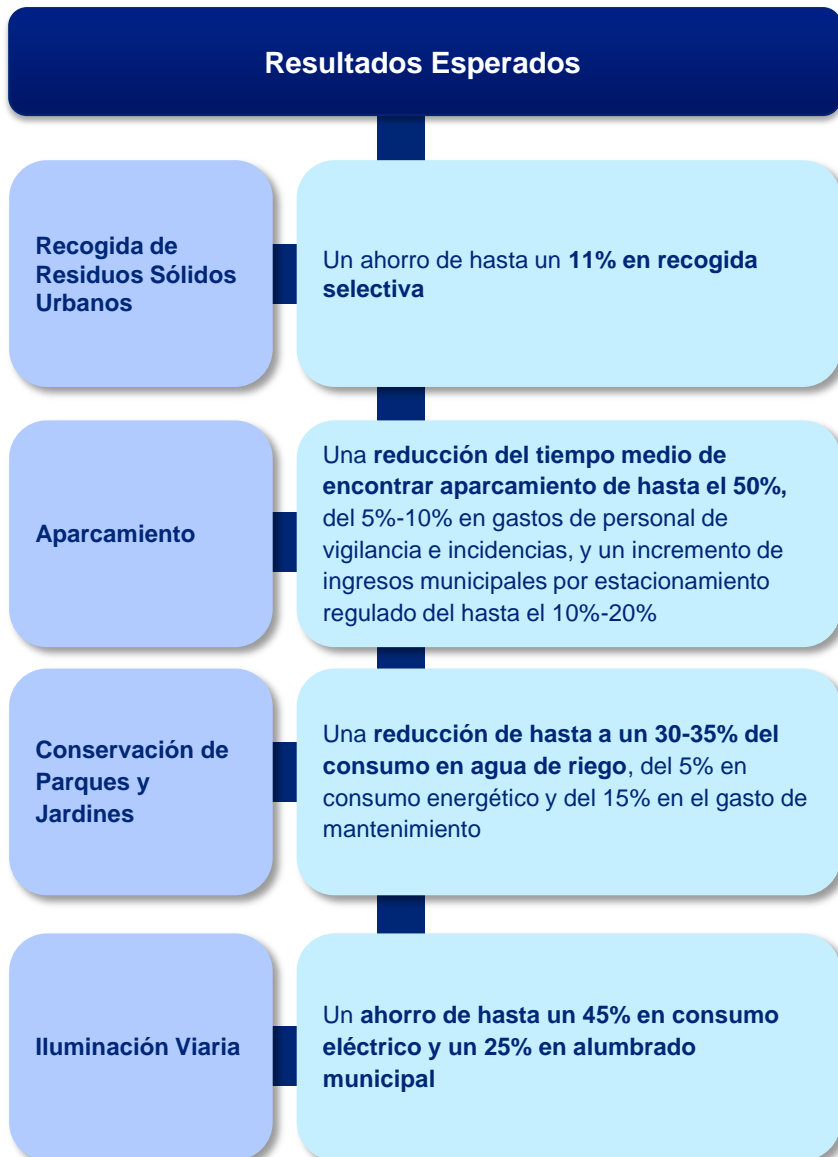 Resultados Esperados
Recogida de
Residuos Sólidos
Urbanos
Un ahorro de hasta un 11% en recogida
selectiva
Aparcamiento
Una reducción del tiempo medio de
encontrar aparcamiento de hasta el 50%,
del 5%-10% en gastos de personal de
vigilancia e incidencias, y un incremento de
ingresos municipales por estacionamiento
regulado del hasta el 10%-20%
Conservación de
Parques y
Jardines
Una reducción de hasta a un 30-35% del
consumo en agua de riego, del 5% en
consumo energético y del 15% en el gasto de
mantenimiento
Iluminación Viaria
Un ahorro de hasta un 45% en consumo
eléctrico y un 25% en alumbrado
municipal